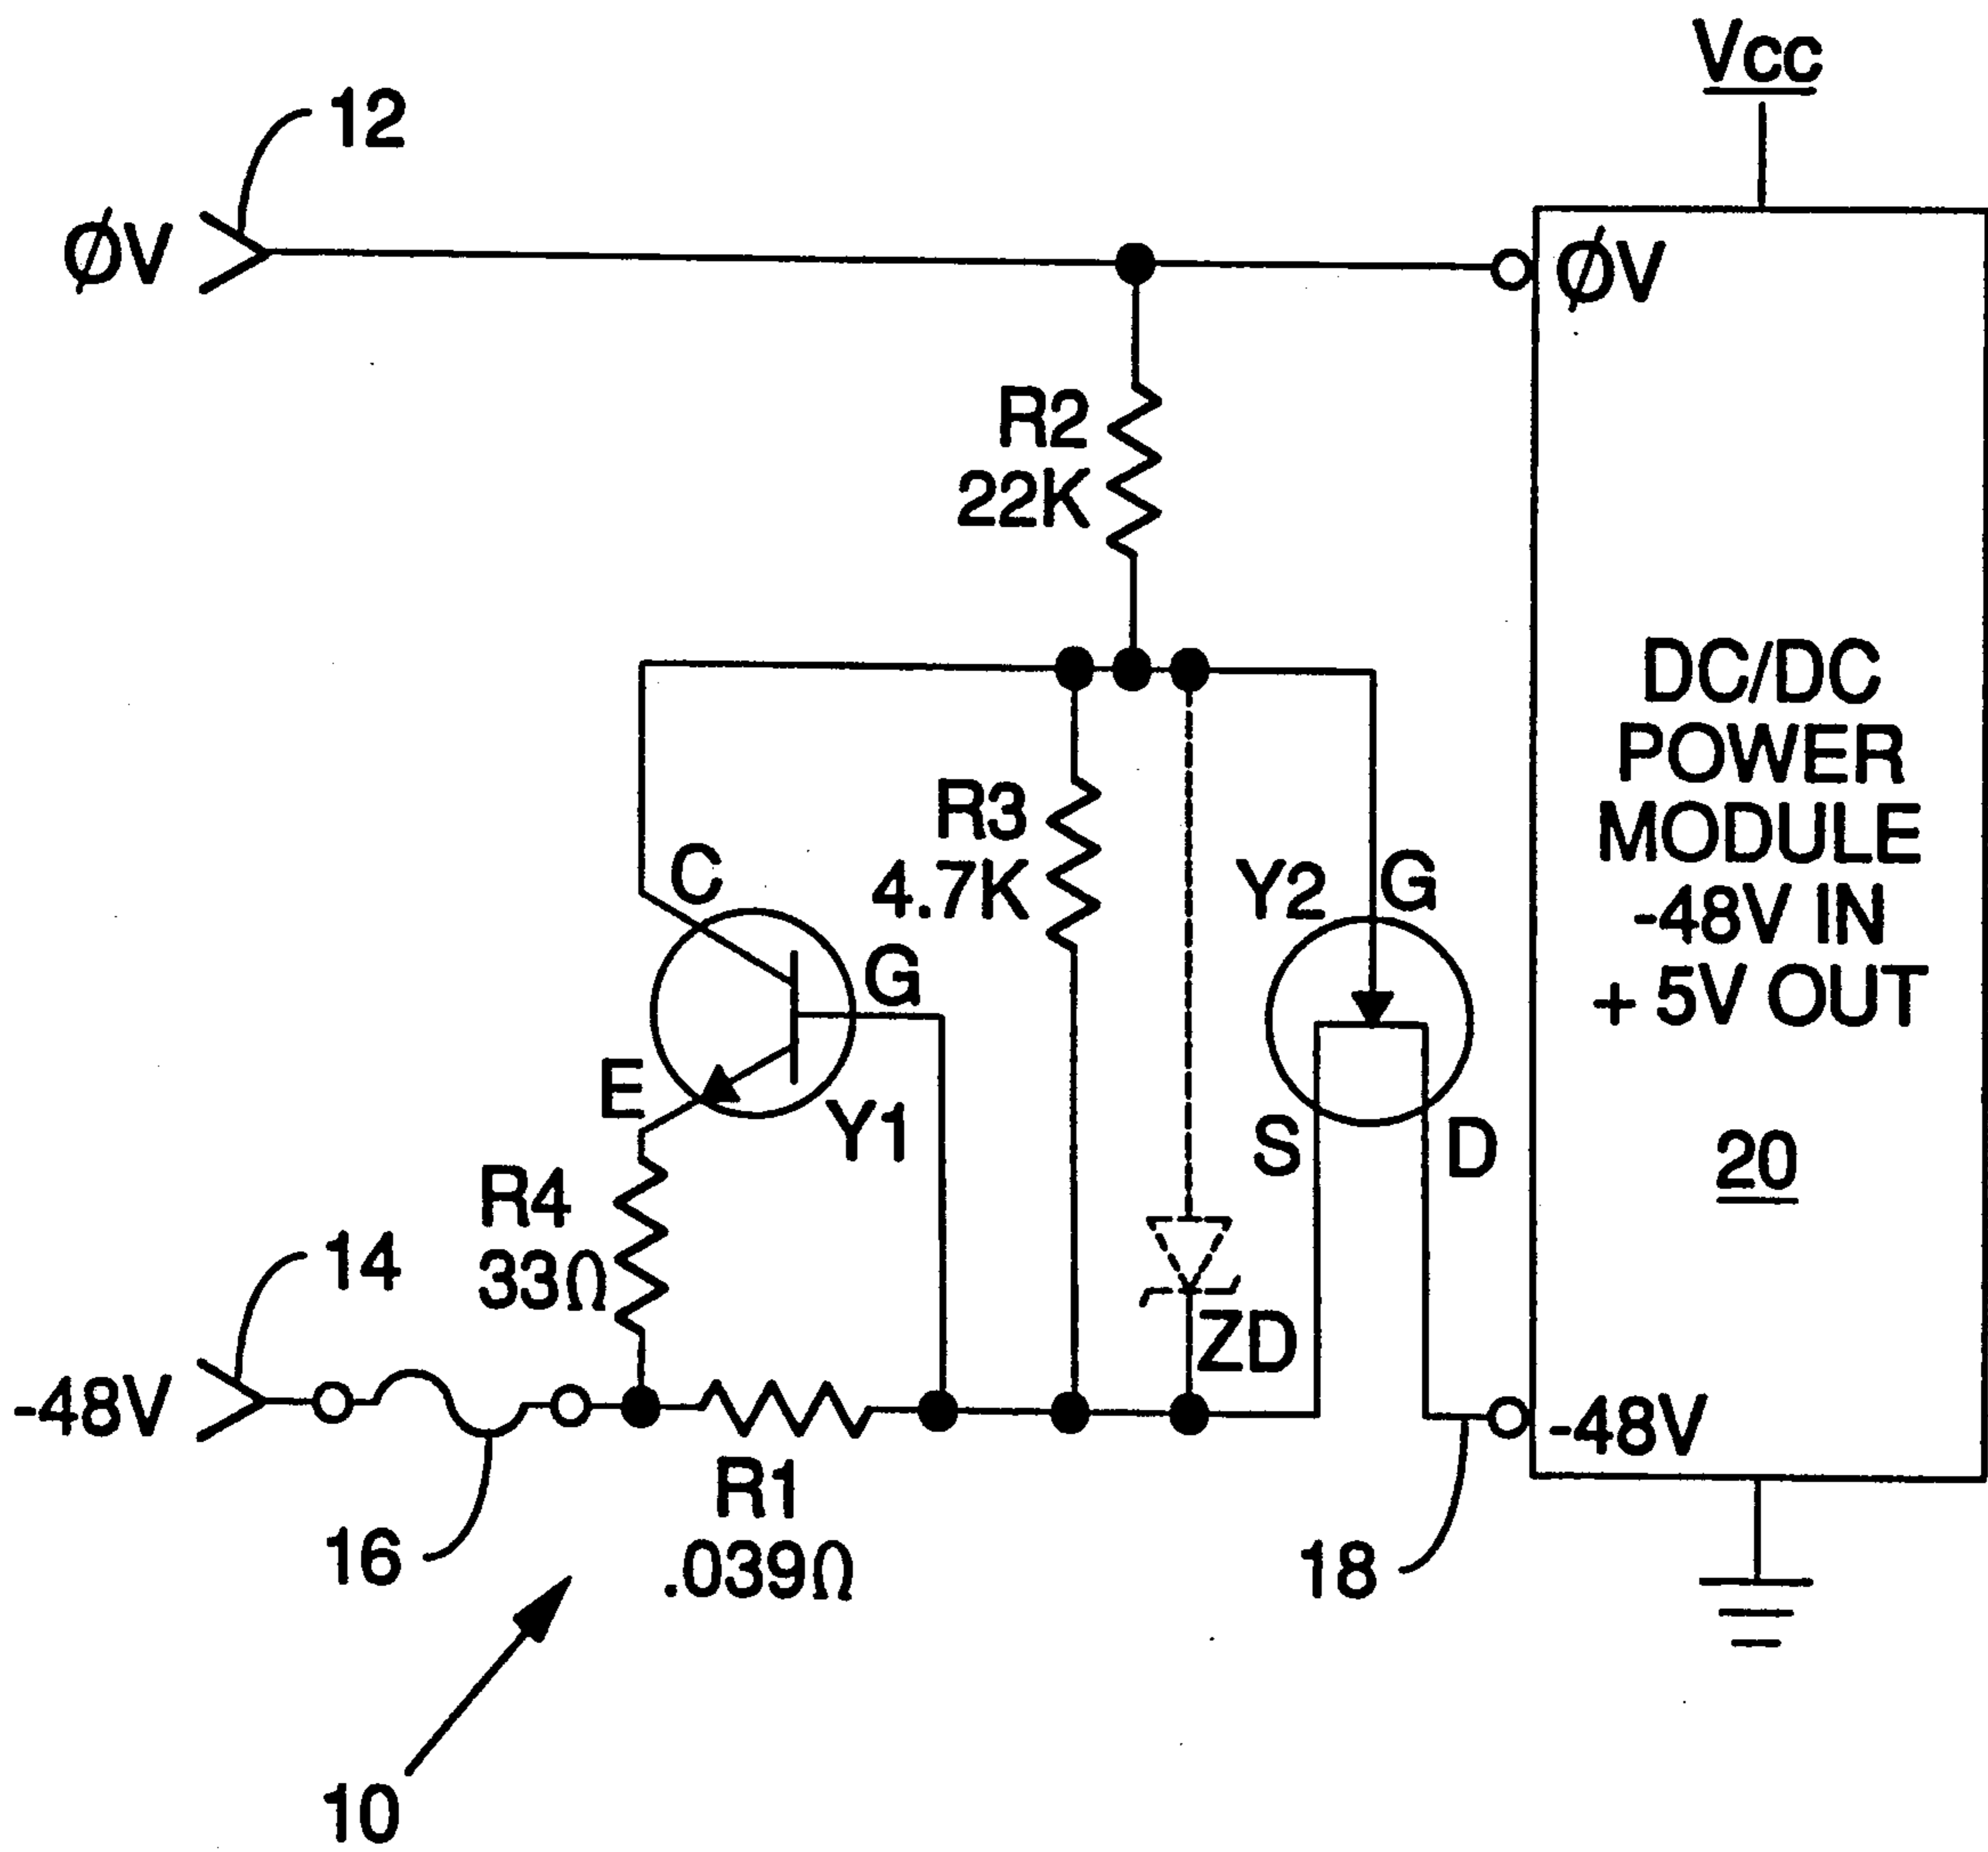 Vcc
12
ØV
ØV
R2
22K
DC/DC
POWER
MODULE
-48V IN
+ 5V OUT
20
R3
4.7K
C
G
E
Y1
Y2
G
S
D
R4
33Ω
14
-48V
ZD
-48V
R1
.039Ω
16
18
10